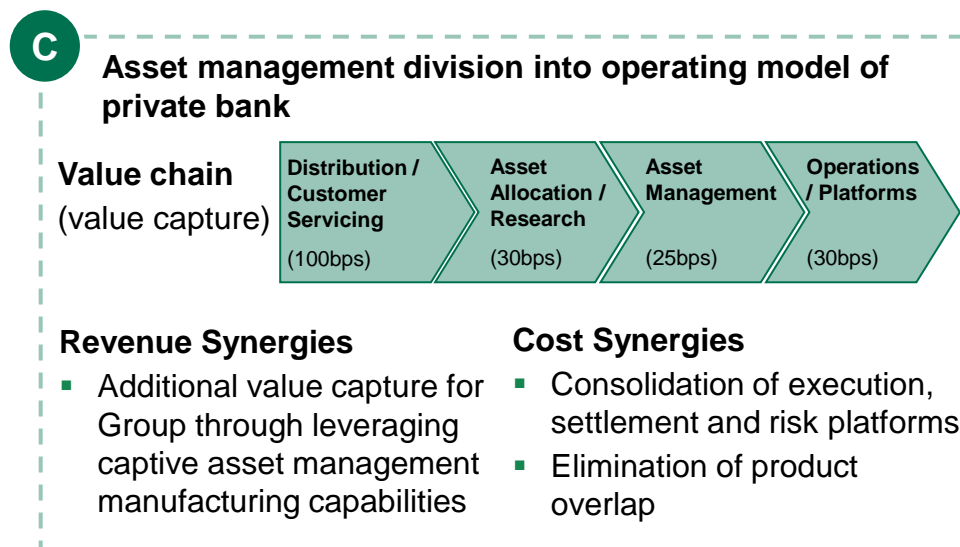 C
Asset management division into operating model of
private bank
Value chain
(value capture)
Distribution /
Customer
Servicing
(100bps)
Asset
Allocation /
Research
(30bps)
Asset
Management
(25bps)
Operations
/ Platforms
(30bps)
Revenue Synergies
▪ Additional value capture for
Group through leveraging
captive asset management
manufacturing capabilities
Cost Synergies
▪ Consolidation of execution,
settlement and risk platforms
▪ Elimination of product
overlap